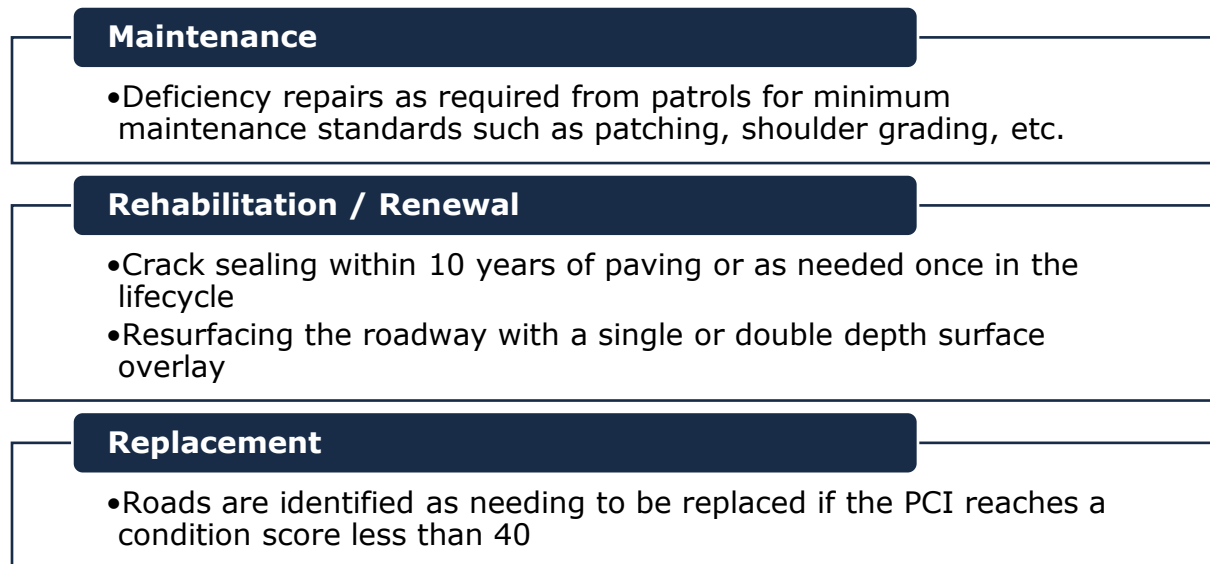 Maintenance
•Deficiency repairs as required from patrols for minimum
maintenance standards such as patching, shoulder grading, etc.
Rehabilitation / Renewal
•Crack sealing within 10 years of paving or as needed once in the
lifecycle
•Resurfacing the roadway with a single or double depth surface
overlay
Replacement
•Roads are identified as needing to be replaced if the PCI reaches a
condition score less than 40